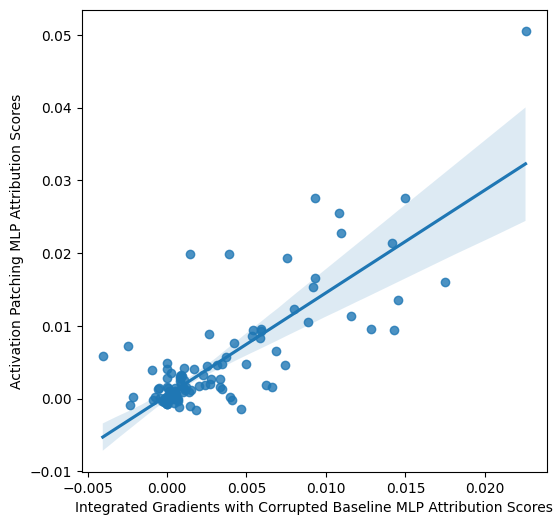 0.05
0.04
0.03
0.02
0.01
0.00
−0.01
Activation Patching MLP Attribution Scores
−0.005 0.000 0.005 0.010 0.015 0.020
Integrated Gradients with Corrupted Baseline MLP Attribution Scores